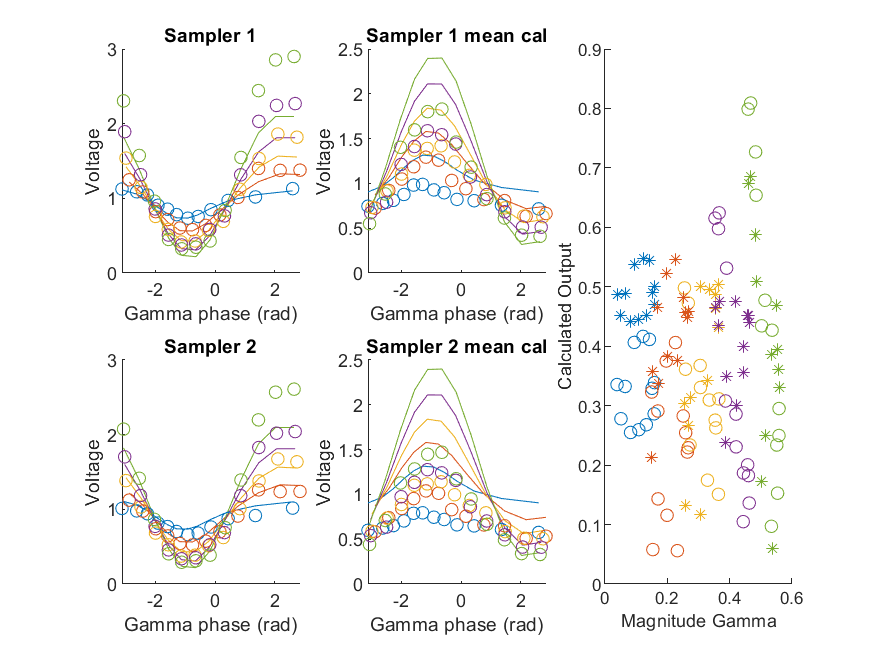 Sampler 1
3
2
1
0
-2 0 2
Voltage
Gamma phase (rad)
Sampler 1 mean cal
2.5
2
1.5
1
0.5
0
-2 0 2
Voltage
Gamma phase (rad)
Sampler 2
3
2
1
0
-2 0 2
Voltage
Gamma phase (rad)
Sampler 2 mean cal
2.5
2
1.5
1
0.5
0
-2 0 2
Voltage
Gamma phase (rad)
0.9
0.8
0.7
0.6
0.5
0.4
0.3
0.2
0.1
0
0 0.2 0.4 0.6
Calculated Output
Magnitude Gamma